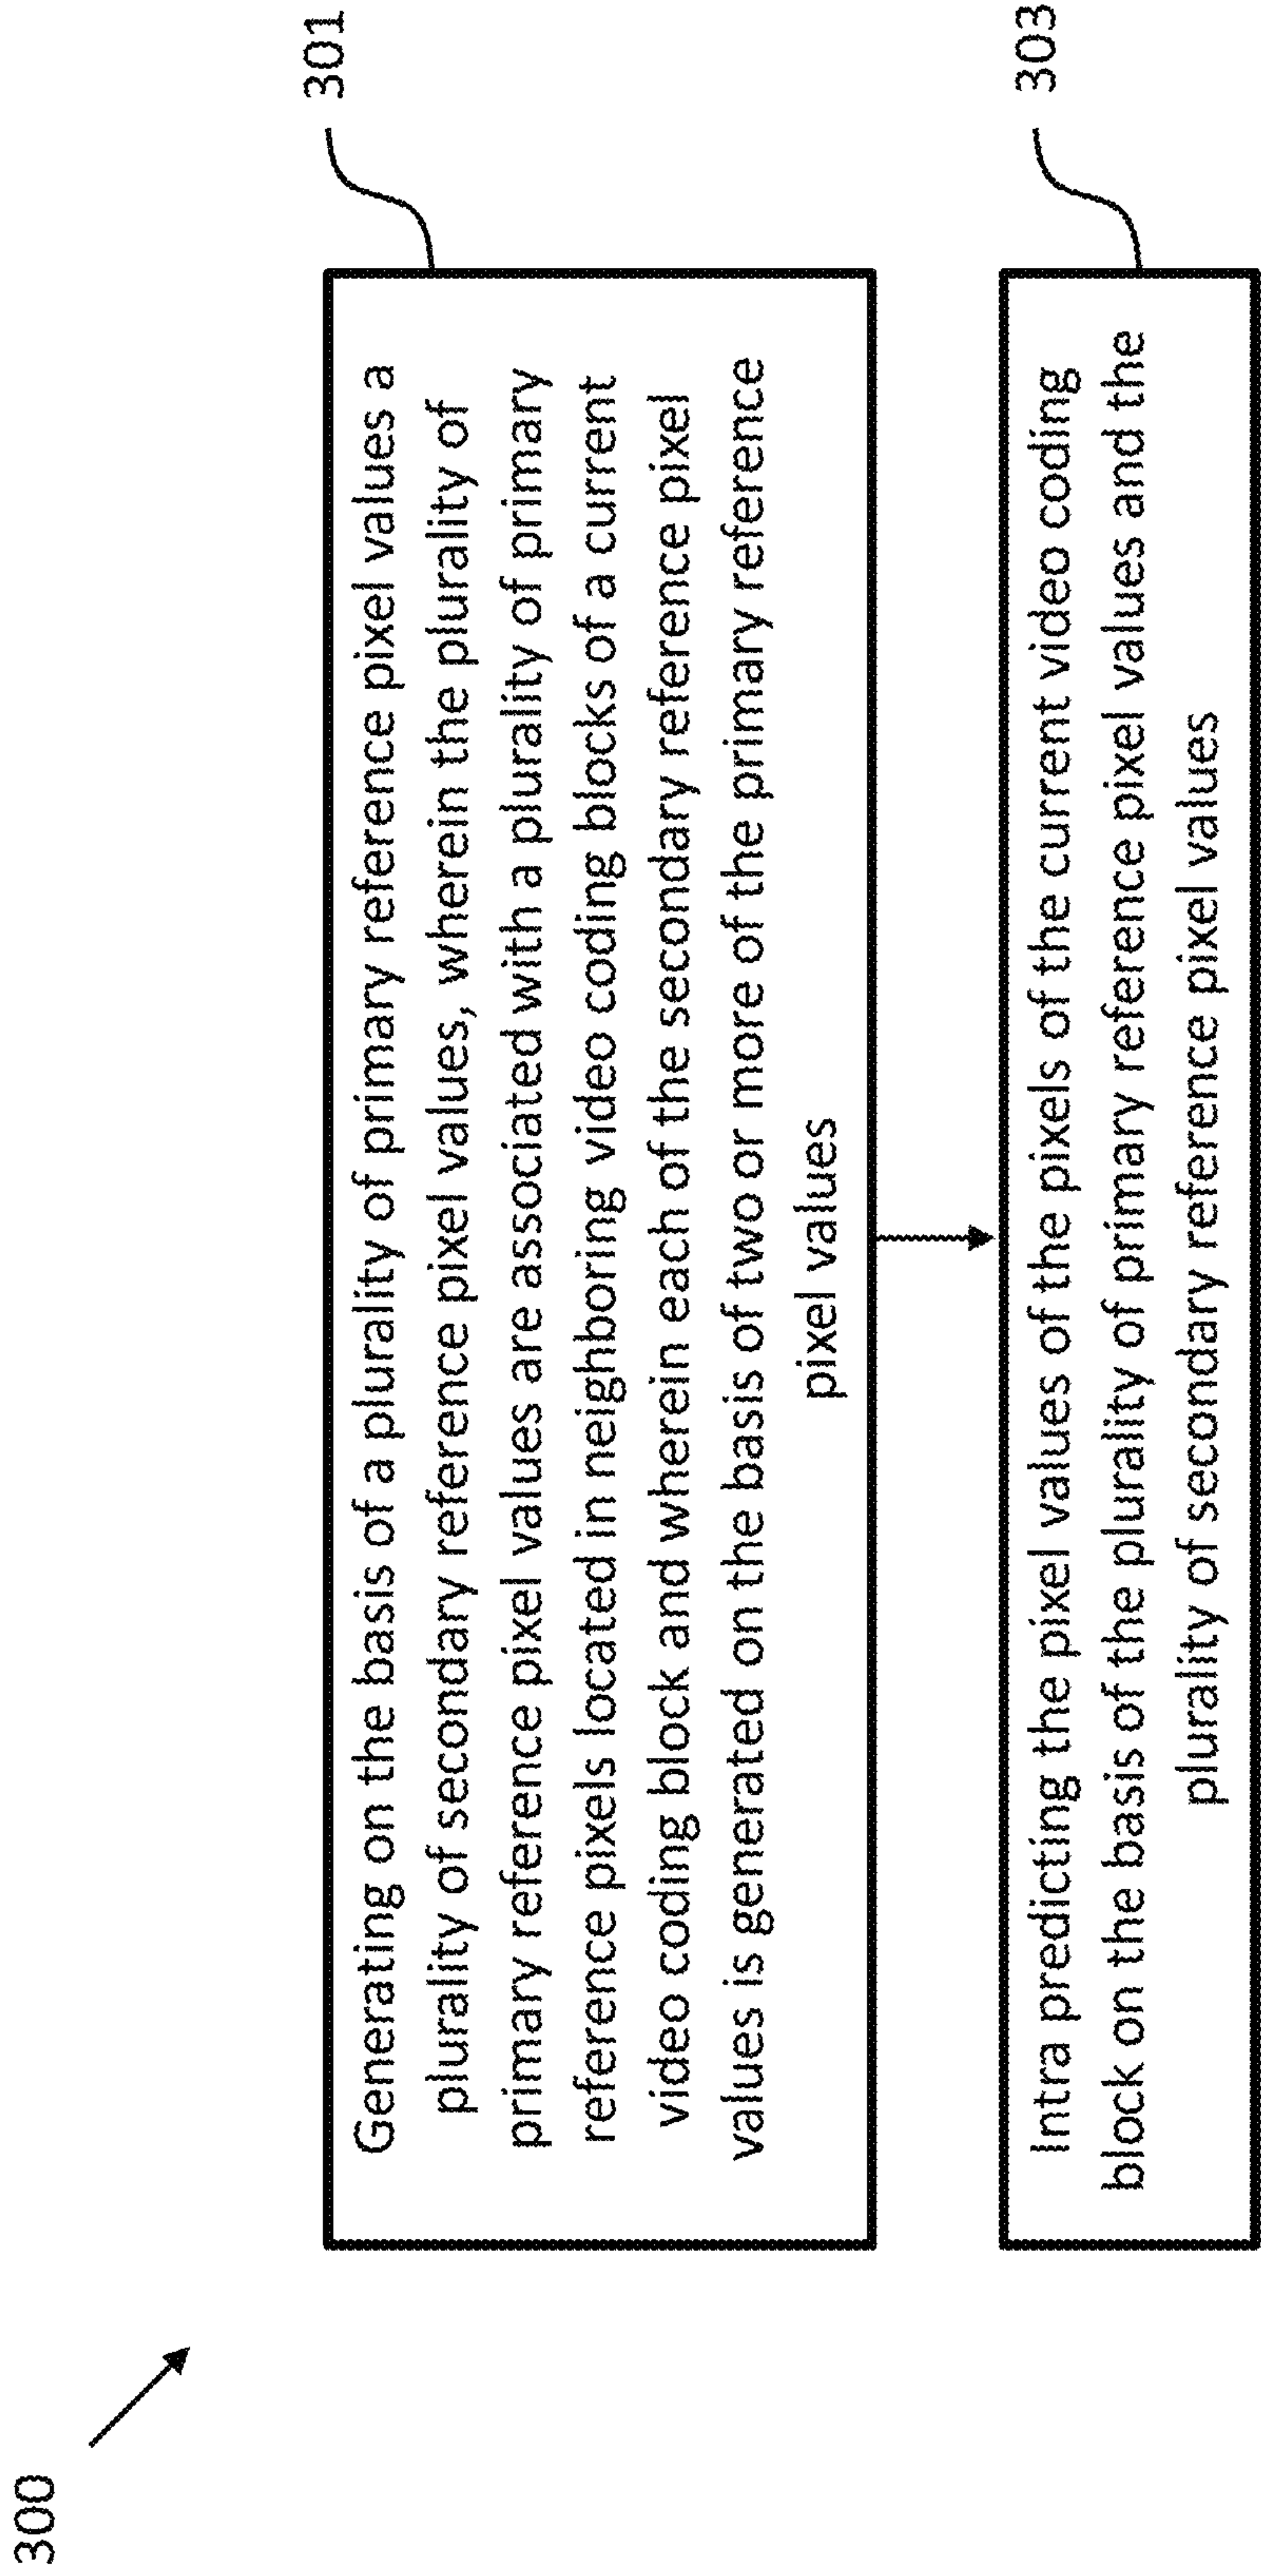 300
301
Generating on the basis of a plurality of primary reference pixel values a
plurality of secondary reference pixel values, wherein the plurality of
primary reference pixel values are associated with a plurality of primary
reference pixels located in neighboring video coding blocks of a current
video coding block and wherein each of the secondary reference pixel
values is generated on the basis of two or more of the primary reference
pixel values
303
Intra predicting the pixel values of the pixels of the current video coding
block on the basis of the plurality of primary reference pixel values and the
plurality of secondary reference pixel values